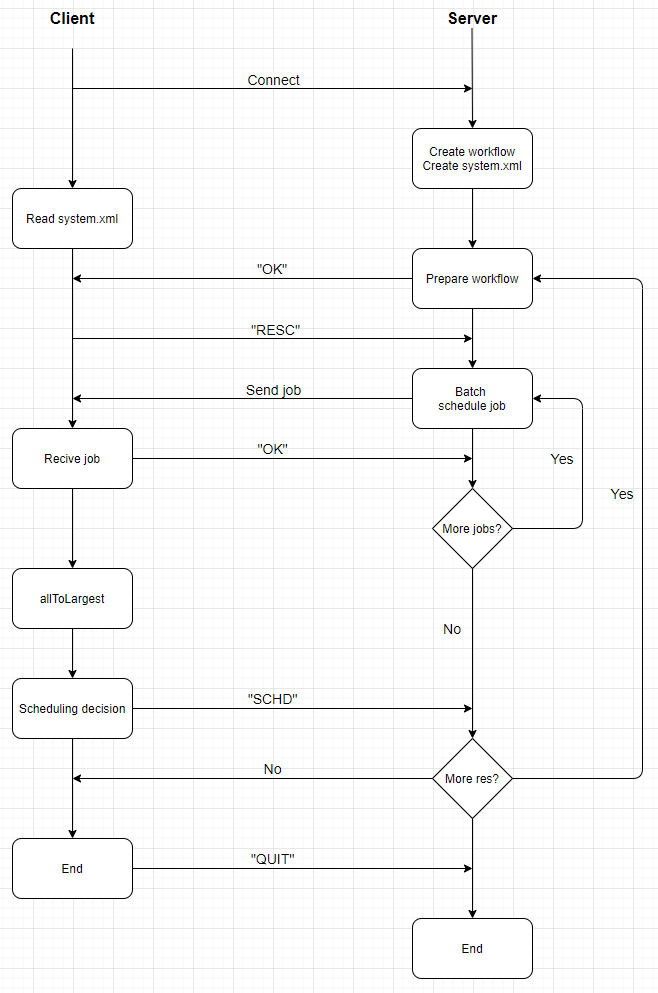 Client
Server
Connect
Create workflow
Create system.xml
Read system.xml
"OK"
Prepare workflow
"RESC"
Send job
Batch
schedule job
Recive job
"OK"
Yes
Yes
More jobs?
allToLargest
No
Scheduling decision
"SCHD"
No
More res?
End
"QUIT"
End